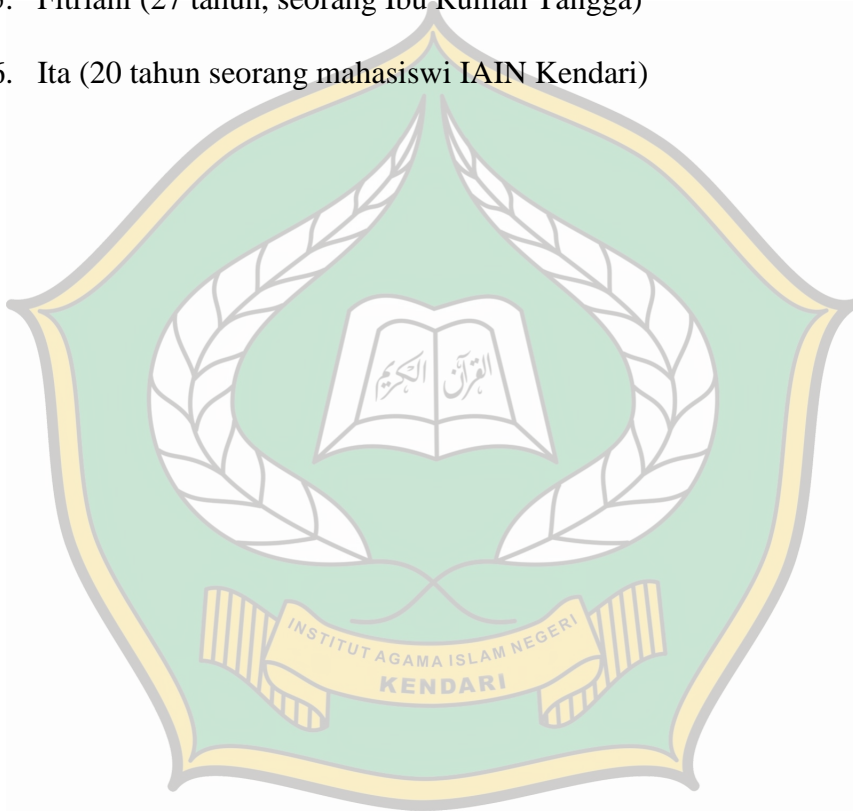 Fitriani (27 tahun, seorang Ibu Rumah Tangga)
6. Ita (20 tahun seorang mahasiswi IAIN Kendari)
القرآن الكريم
INSTITUT AGAMA ISLAM NEGERI
KENDARI